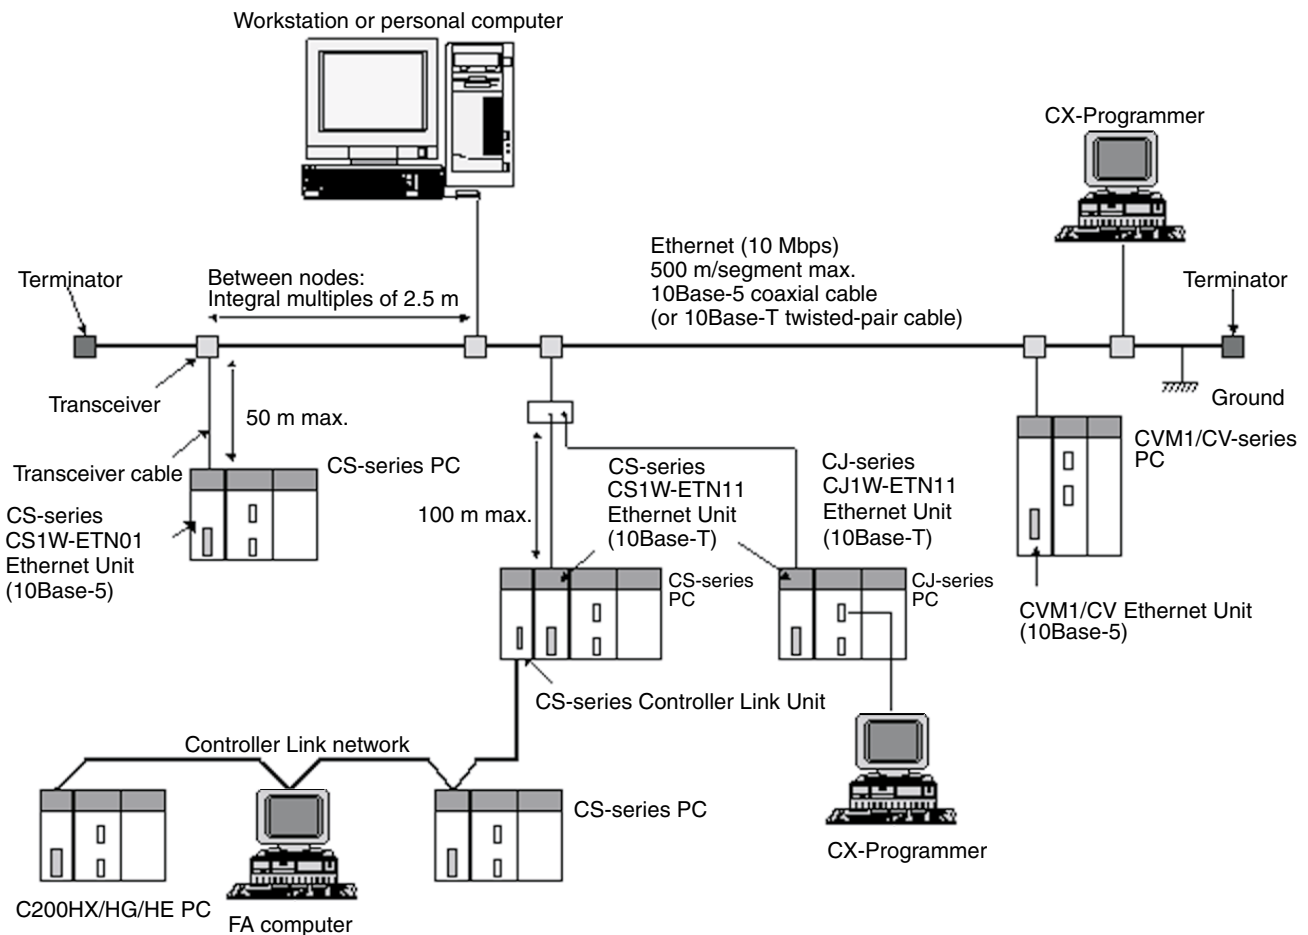 Workstation or personal computer
CX-Programmer
Ethernet (10 Mbps)
500 m/segment max.
10Base-5 coaxial cable
(or 10Base-T twisted-pair cable)
Terminator
Between nodes:
Integral multiples of 2.5 m
Terminator
Transceiver
50 m max.
Ground
Transceiver cable
CS-series PC
CS-series
CS1W-ETN01
Ethernet Unit
(10Base-5)
100 m max.
CS-series
CS1W-ETN11
Ethernet Unit
(10Base-T)
CJ-series
CJ1W-ETN11
Ethernet Unit
(10Base-T)
CVM1/CV-series
PC
CS-series
PC
CJ-series
PC
CVM1/CV Ethernet Unit
(10Base-5)
CS-series Controller Link Unit
Controller Link network
CS-series PC
CX-Programmer
C200HX/HG/HE PC
FA computer